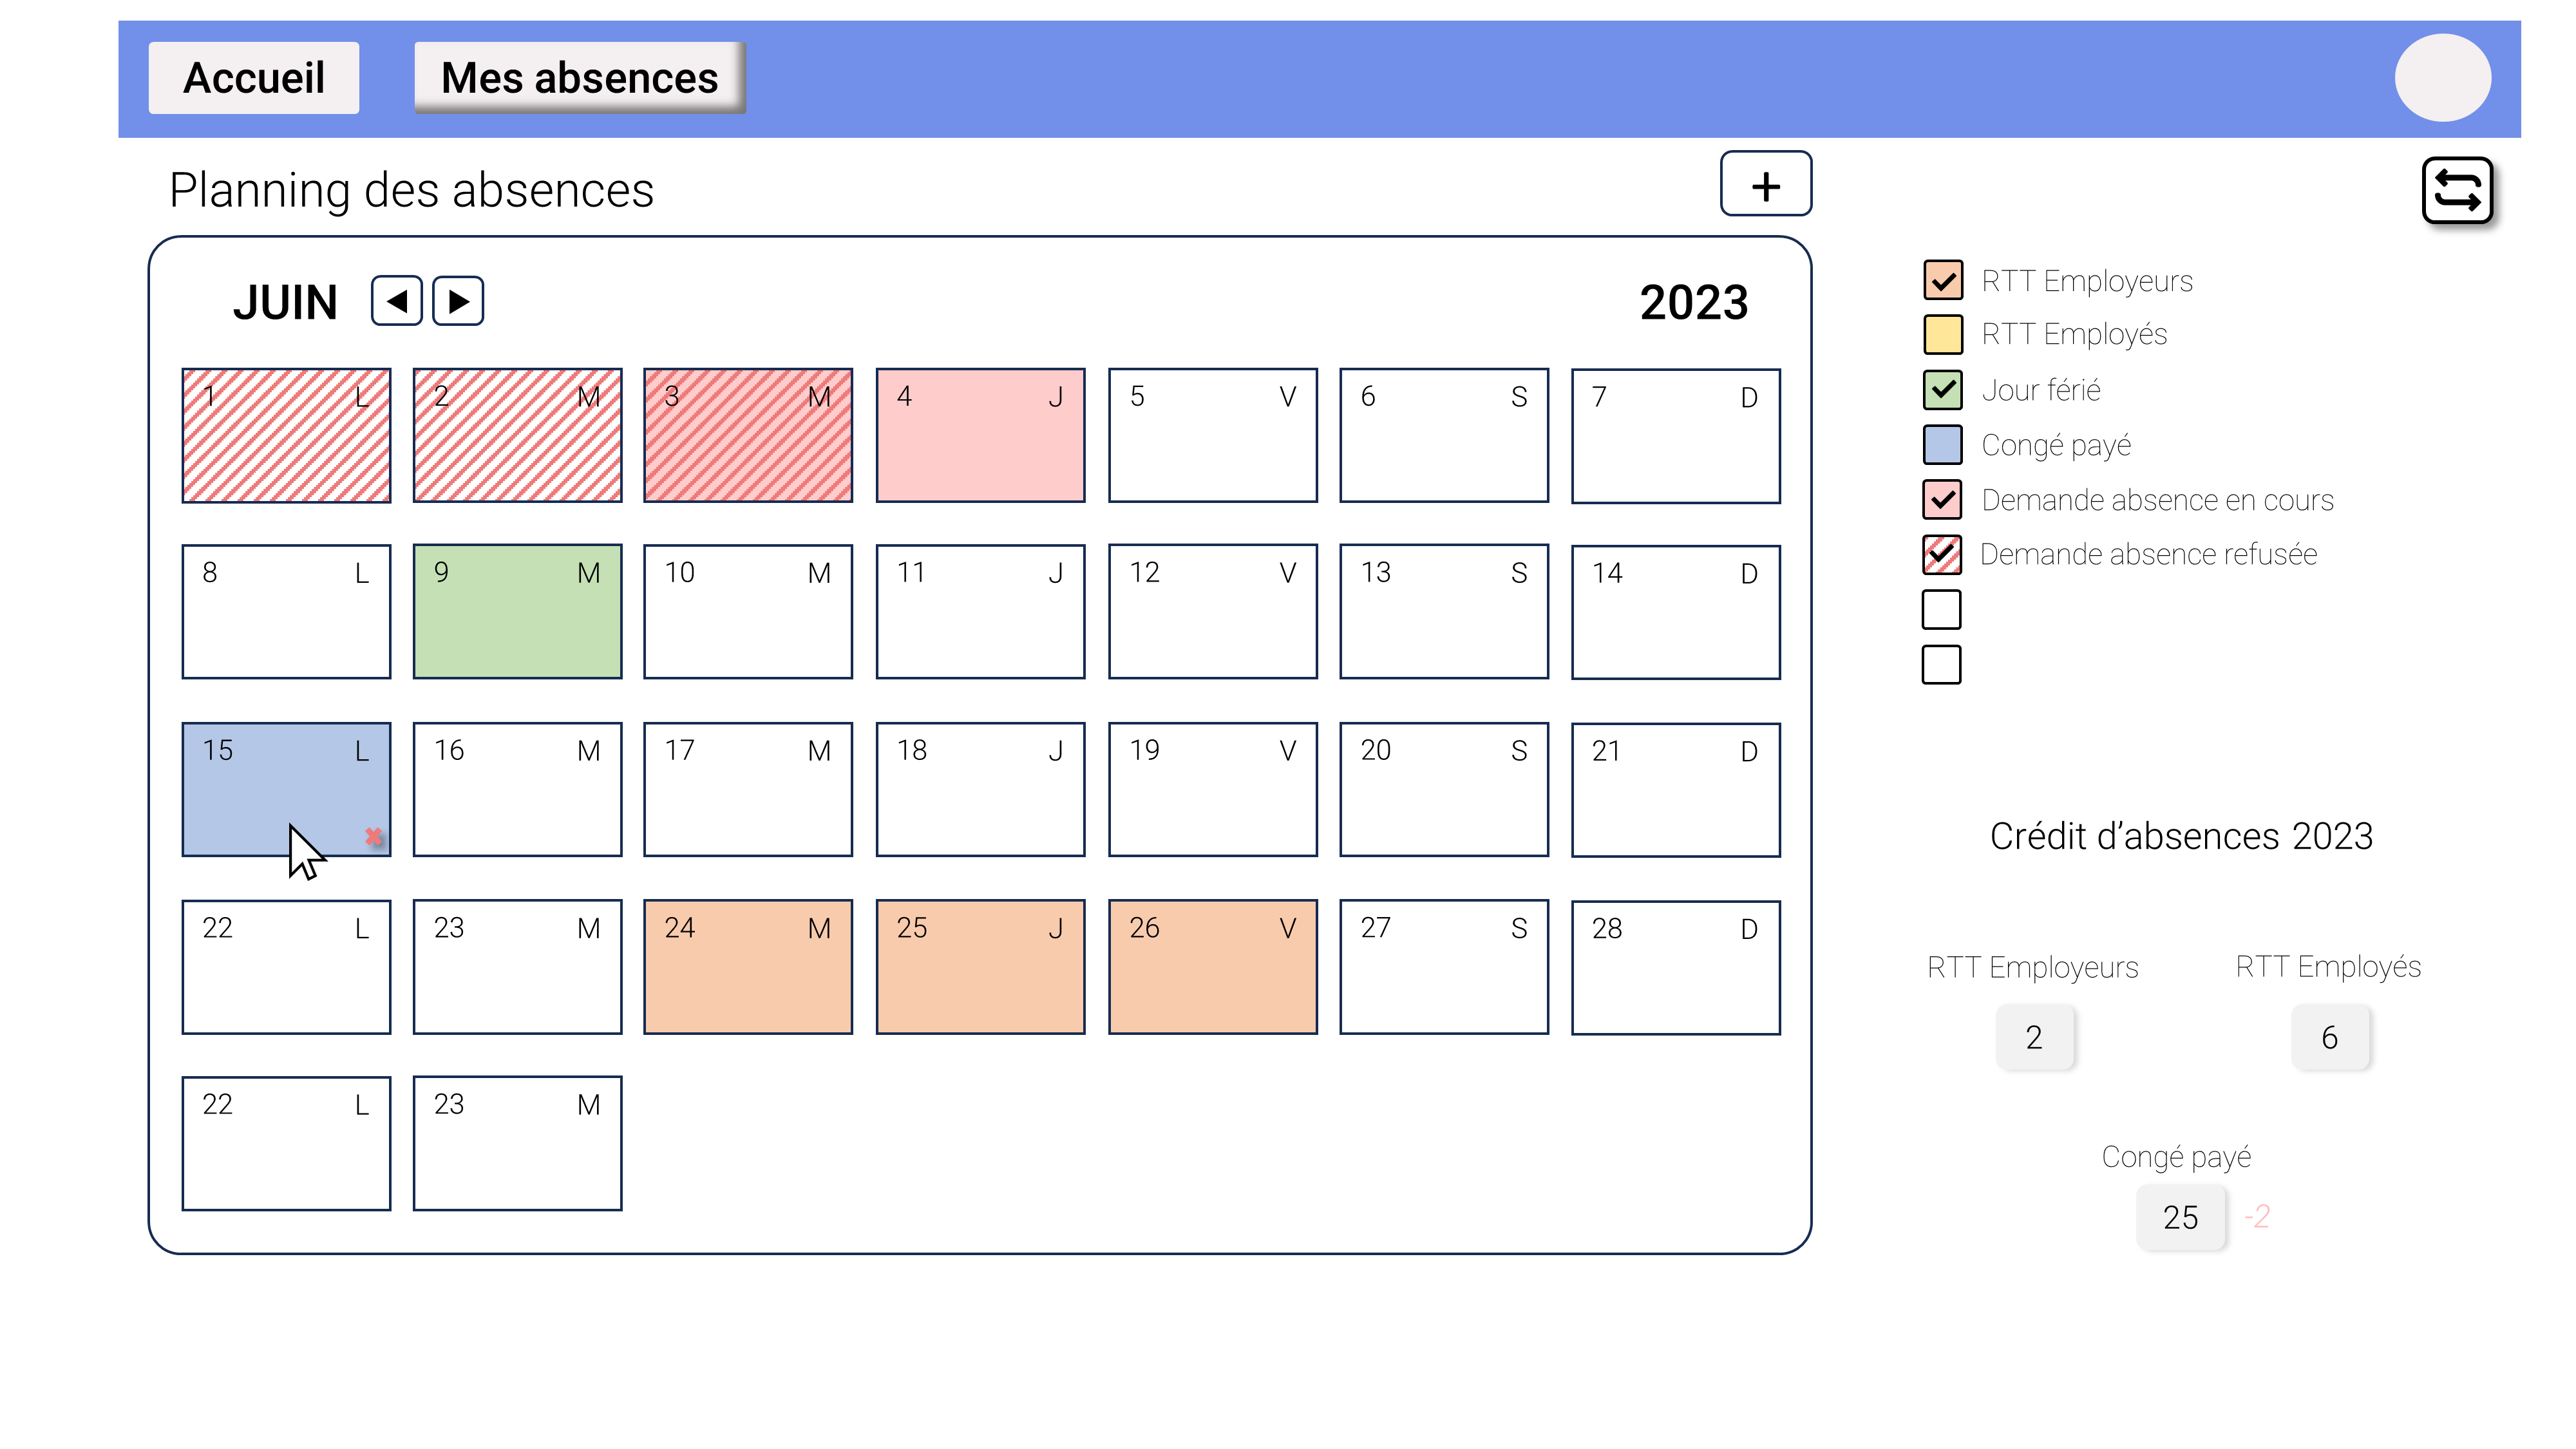 Accueil Mes absences
Planning des absences +
JUIN 2023
1 L 2 M 3 M 4 J 5 V 6 S 7 D
8 L 9 M 10 M 11 J 12 V 13 S 14 D
15 L 16 M 17 M 18 J 19 V 20 S 21 D
22 L 23 M 24 M 25 J 26 V 27 S 28 D
22 L 23 M
RTT Employeurs
RTT Employés
Jour férié
Congé payé
Demande absence en cours
Demande absence refusée
Crédit d’absences 2023
RTT Employeurs RTT Employés
2 6
Congé payé
25 -2